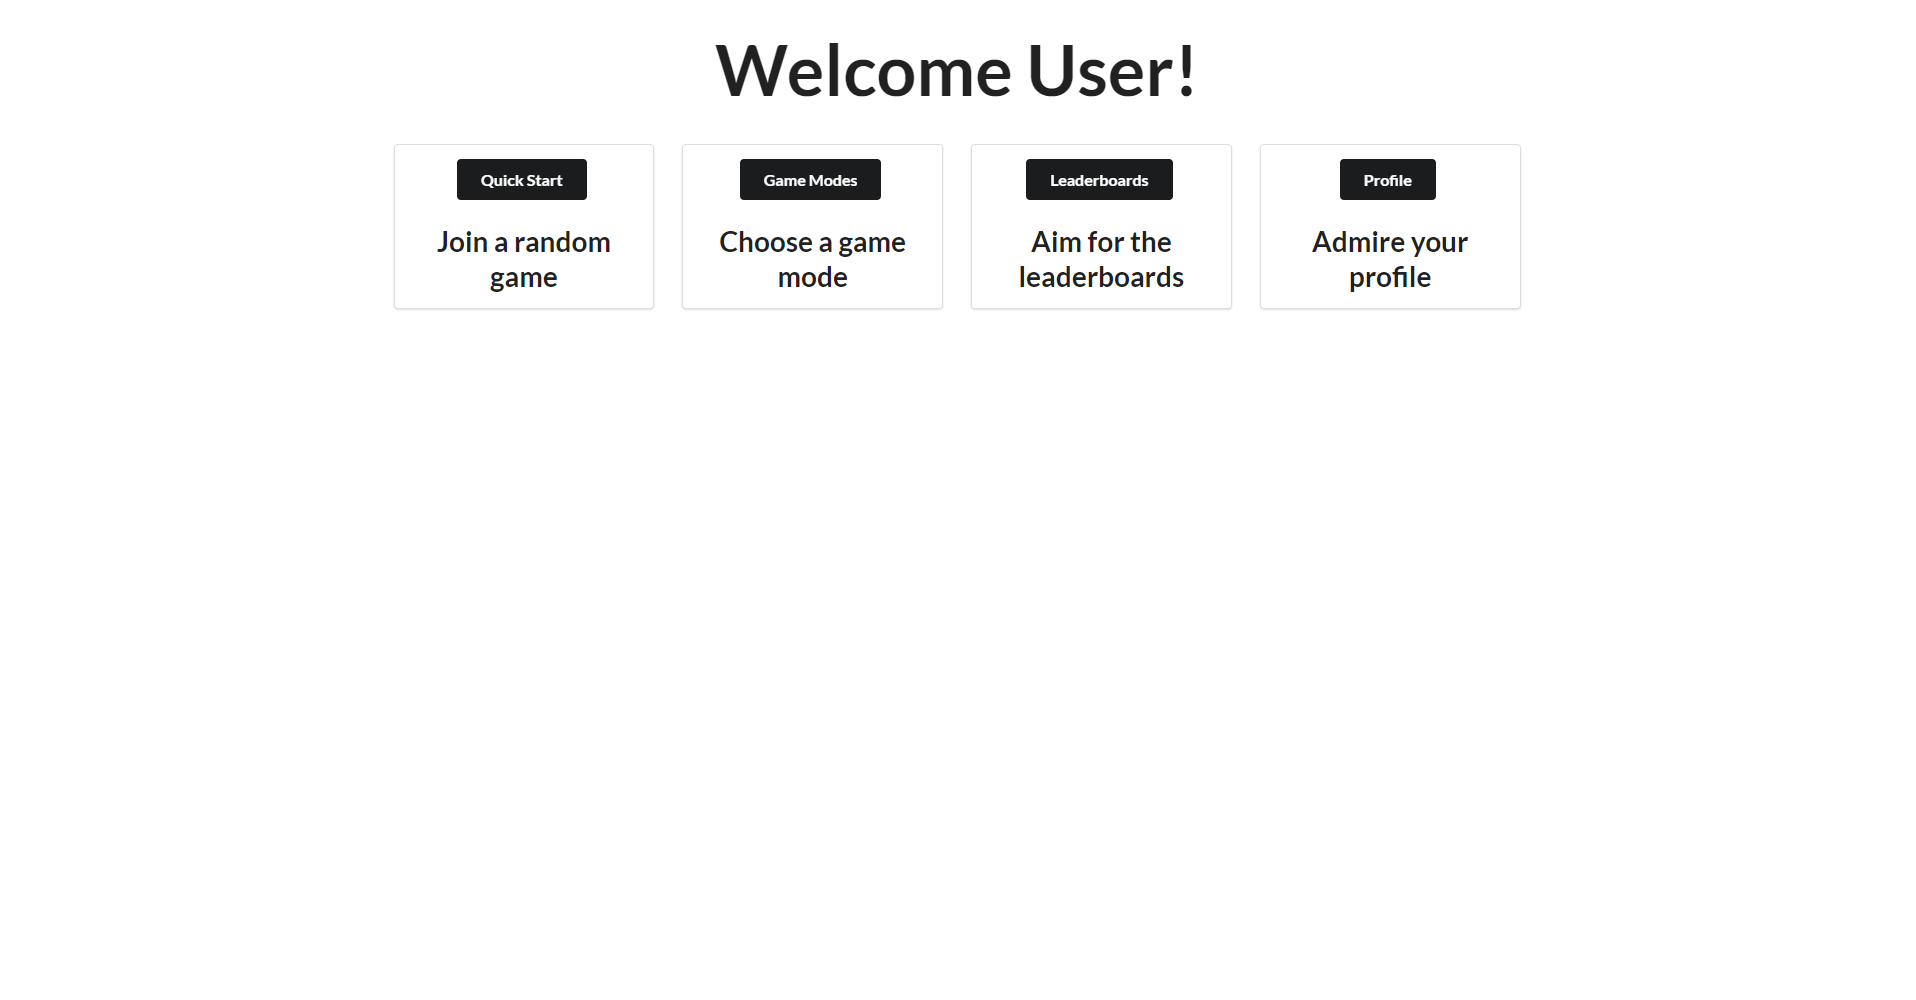 Welcome User!
Quick Start
Join a random
game
Game Modes
Choose a game
mode
Leaderboards
Aim for the
leaderboards
Profile
Admire your
profile